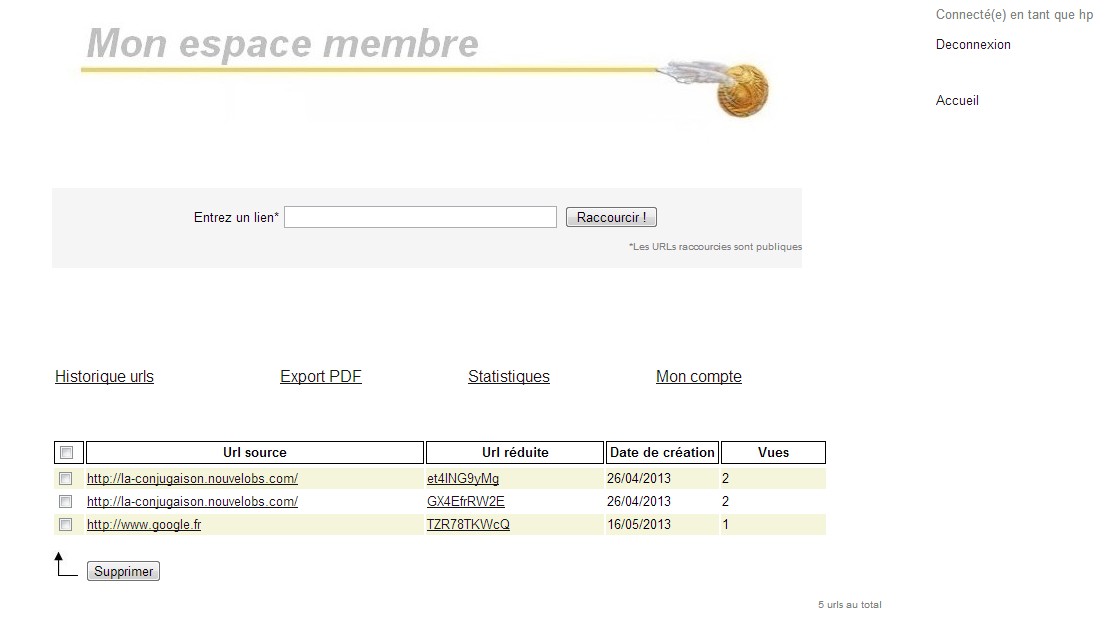 Connecté(e) en tant que hp
Mon espace membre
Deconnexion
Accueil
Entrez un lien* Raccourcir !
*Les URLs raccourcies sont publiques
Historique urls Export PDF Statistiques Mon compte
Url source Url réduite Date de création Vues
http://la-conjugaison.nouvelobs.com/ et4ING9yMg 26/04/2013 2
http://la-conjugaison.nouvelobs.com/ GX4EfrRW2E 26/04/2013 2
http://www.google.fr TZR78TKWcQ 16/05/2013 1
Supprimer
5 urls au total